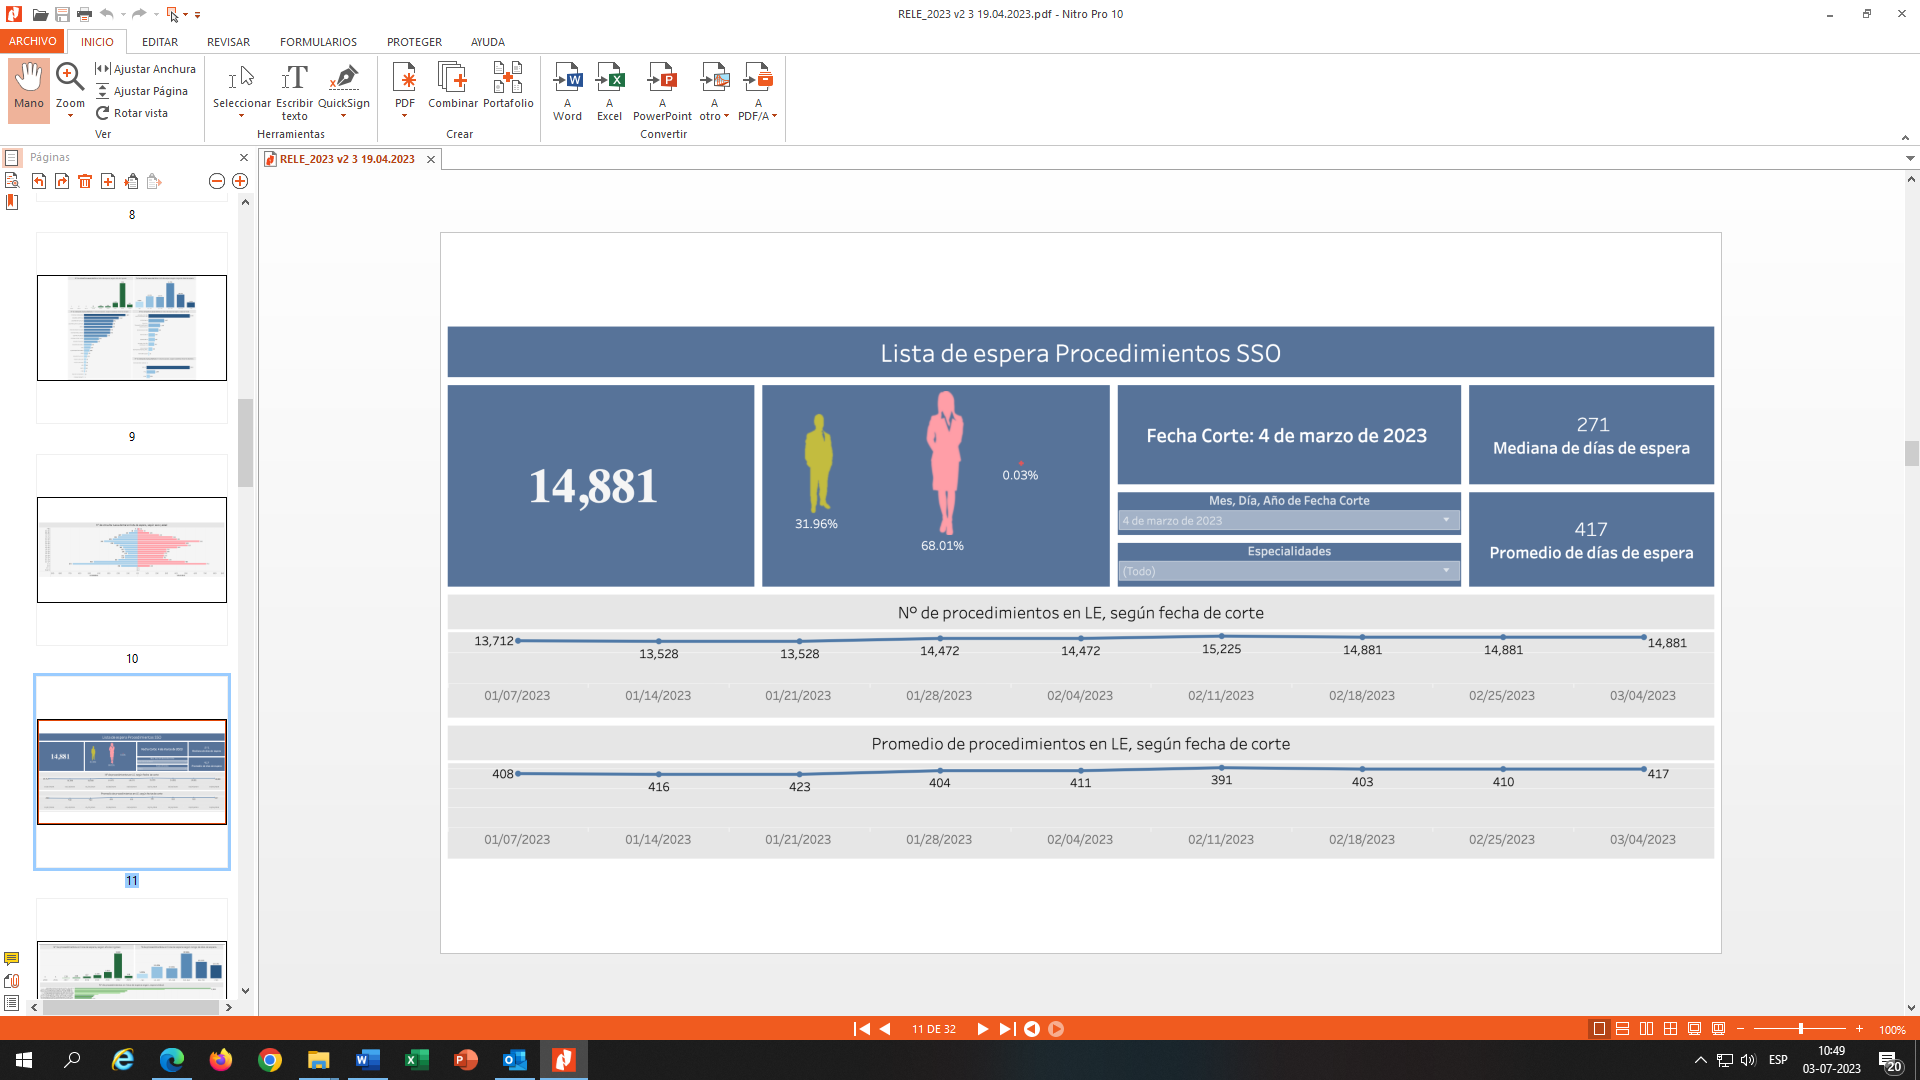 RELE_2023 v2 3 19.04.2023.pdf - Nitro Pro 10
ARCHIVO INICIO EDITAR REVISAR FORMULARIOS PROTEGER AYUDA
Mano
Zoom
Ajustar Anchura
Ajustar Página
Rotar vista
Ver
Seleccionar
Escribir texto
QuickSign
Herramientas
PDF
Combinar
Portafolio
Crear
A Word
A Excel
A PowerPoint
A otro
A PDF/A
Convertir
Páginas
RELE_2023 v2 3 19.04.2023
8
9
10
11
Lista de espera Procedimientos SSO
14,881
31.96%
68.01%
0.03%
Fecha Corte: 4 de marzo de 2023
Mes, Día, Año de Fecha Corte
4 de marzo de 2023
Especialidades
(Todo)
271
Mediana de días de espera
417
Promedio de días de espera
Nº de procedimientos en LE, según fecha de corte
13,712 13,528 13,528 14,472 14,472 15,225 14,881 14,881 14,881
01/07/2023 01/14/2023 01/21/2023 01/28/2023 02/04/2023 02/11/2023 02/18/2023 02/25/2023 03/04/2023
Promedio de procedimientos en LE, según fecha de corte
408 416 423 404 411 391 403 410 417
01/07/2023 01/14/2023 01/21/2023 01/28/2023 02/04/2023 02/11/2023 02/18/2023 02/25/2023 03/04/2023
11 DE 32
100%
ESP
10:49
03-07-2023
20